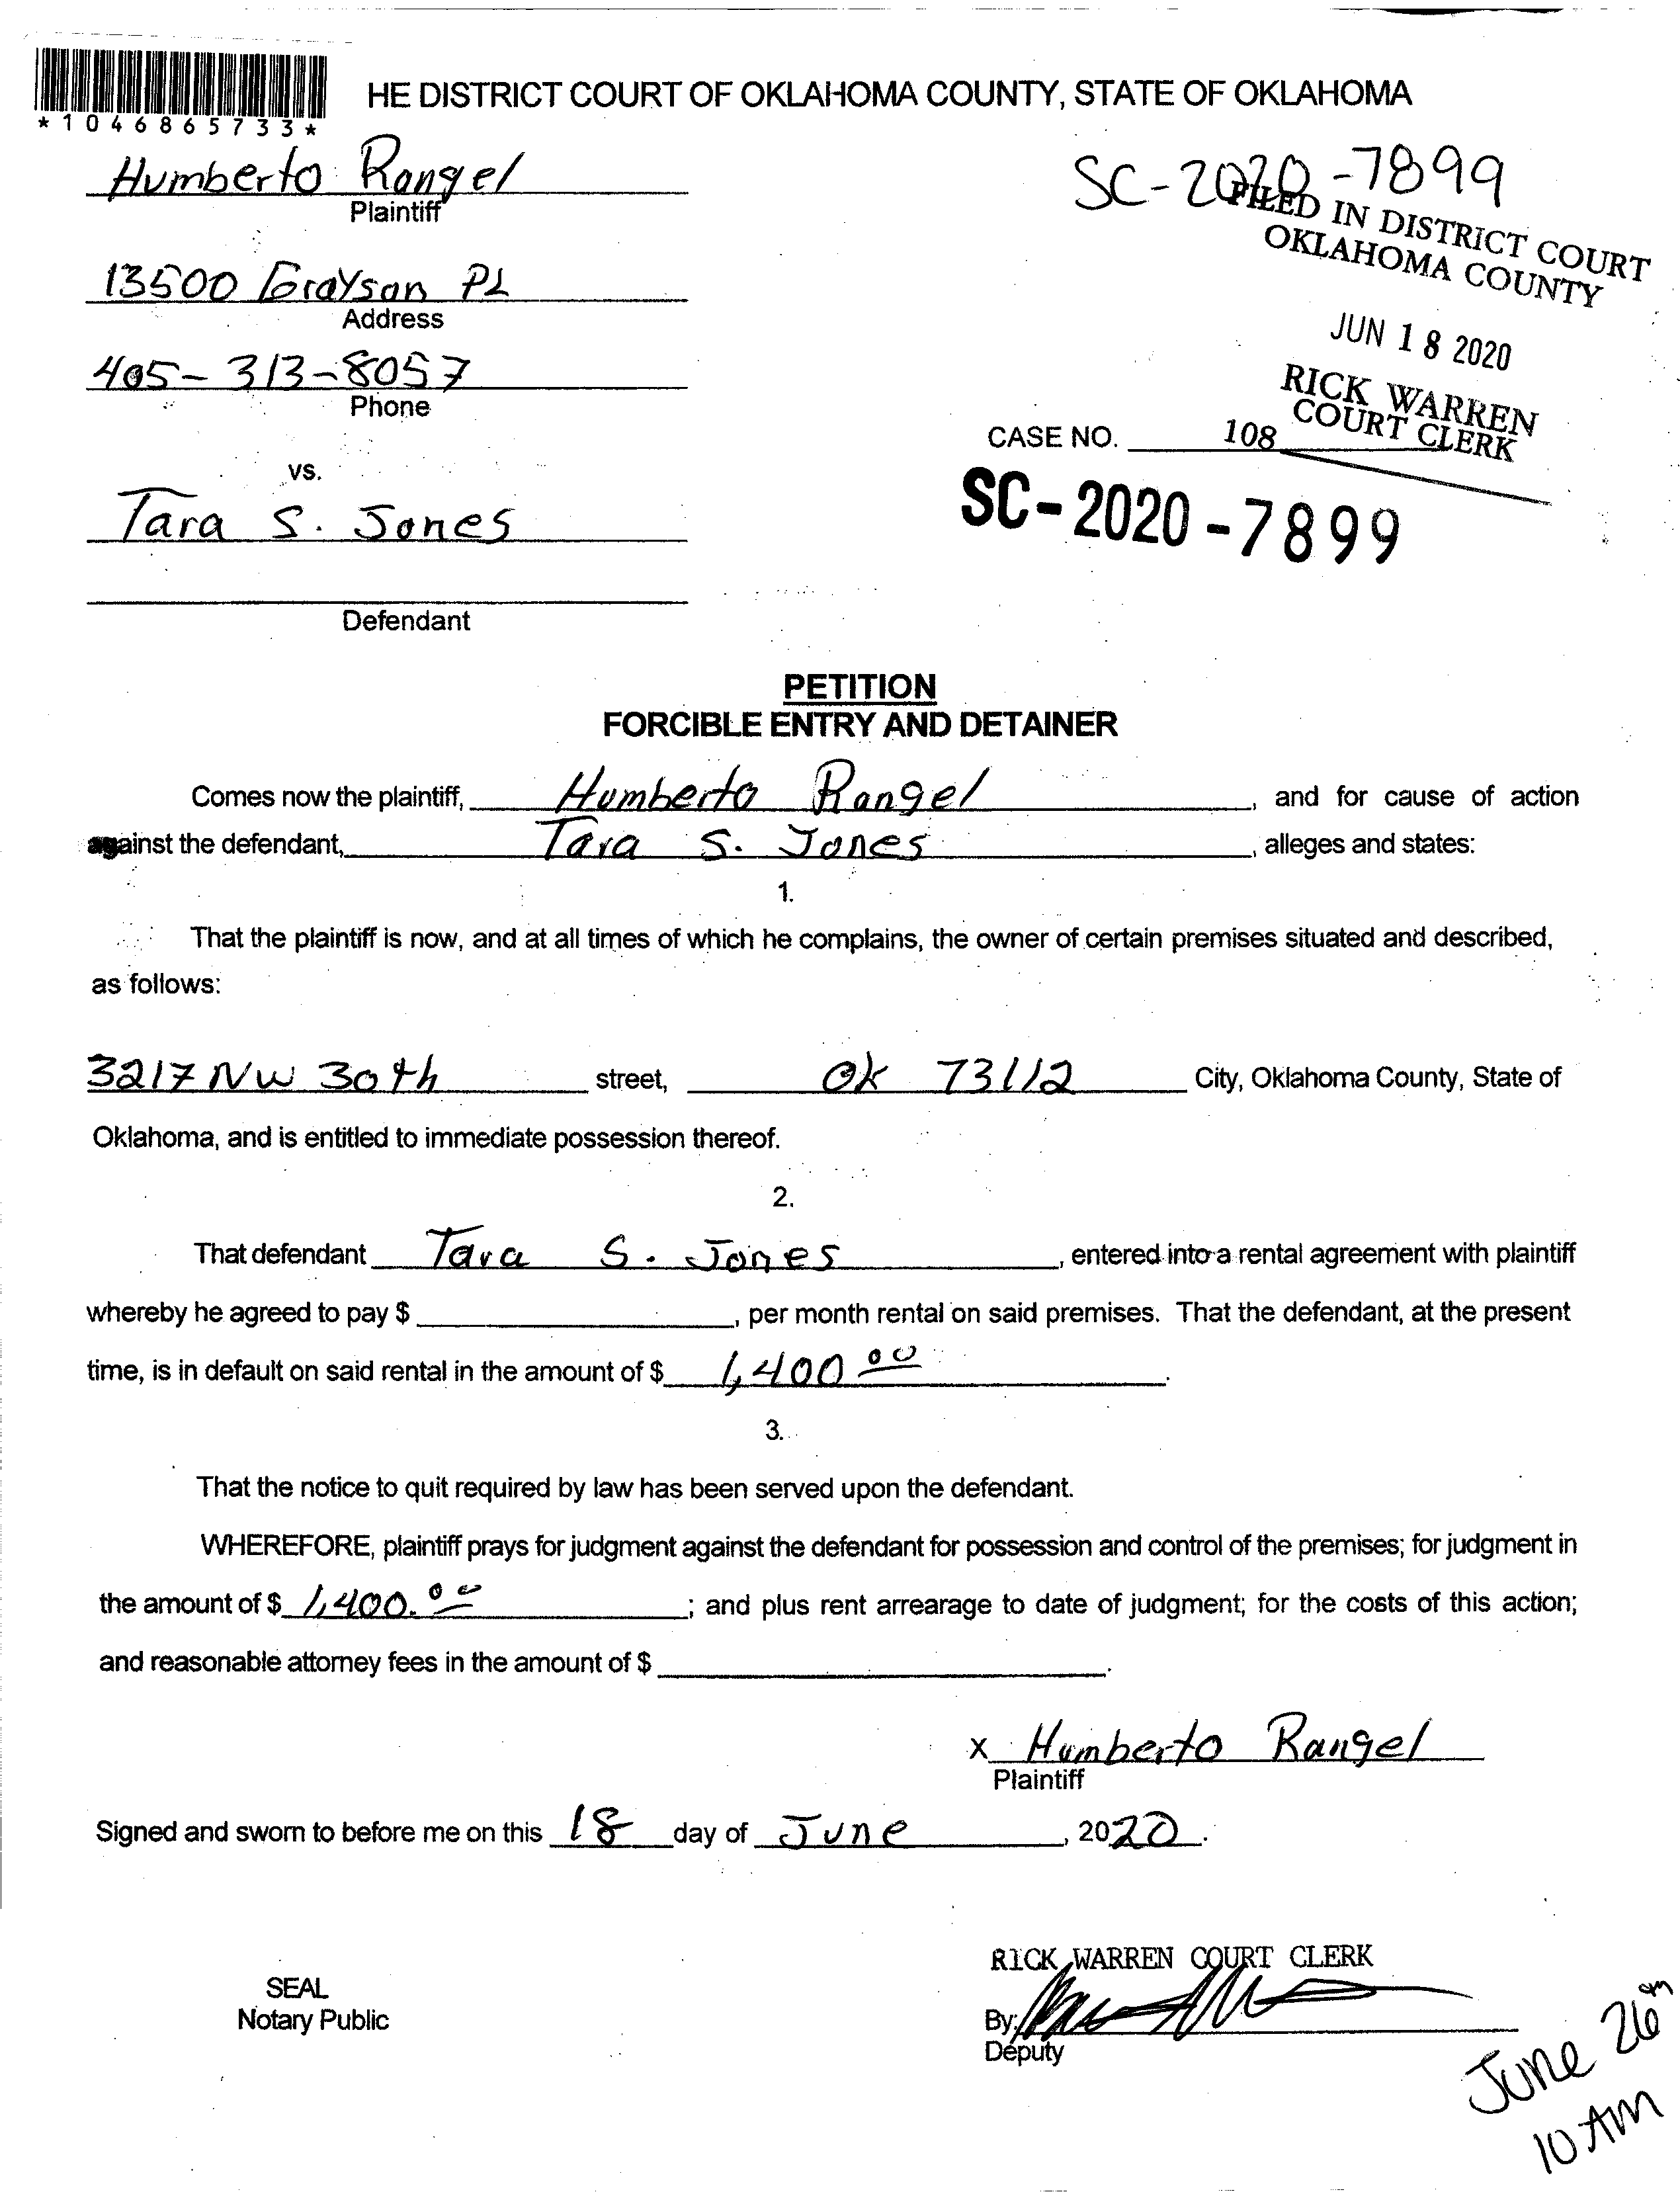 HE DISTRICT COURT OF OKLAHOMA COUNTY, STATE OF OKLAHOMA
*1046865733*
Humberto Rangel
Plaintiff
SC-2020-7899
FILED IN DISTRICT COURT
OKLAHOMA COUNTY
13500 Grayson PL
Address
JUN 18 2020
405-313-8057
Phone
RICK WARREN
COURT CLERK
CASE NO. 108
vs.
SC-2020-7899
Tara S. Jones
Defendant
PETITION
FORCIBLE ENTRY AND DETAINER
Comes now the plaintiff, Humberto Rangel, and for cause of action
against the defendant, Tara S. Jones, alleges and states:
1.
That the plaintiff is now, and at all times of which he complains, the owner of certain premises situated and described,
as follows:
3217 NW 30th street, Ok 73112 City, Oklahoma County, State of
Oklahoma, and is entitled to immediate possession thereof.
2.
That defendant Tara S. Jones, entered into a rental agreement with plaintiff
whereby he agreed to pay $ , per month rental on said premises. That the defendant, at the present
time, is in default on said rental in the amount of $ 1,400 00.
3.
That the notice to quit required by law has been served upon the defendant.
WHEREFORE, plaintiff prays for judgment against the defendant for possession and control of the premises; for judgment in
the amount of $ 1,400.00; and plus rent arrearage to date of judgment; for the costs of this action;
and reasonable attorney fees in the amount of $ .
x Humberto Rangel
Plaintiff
Signed and sworn to before me on this 18 day of June, 2020.
RICK WARREN COURT CLERK
SEAL
Notary Public
By:
Deputy
June 26th
10 AM